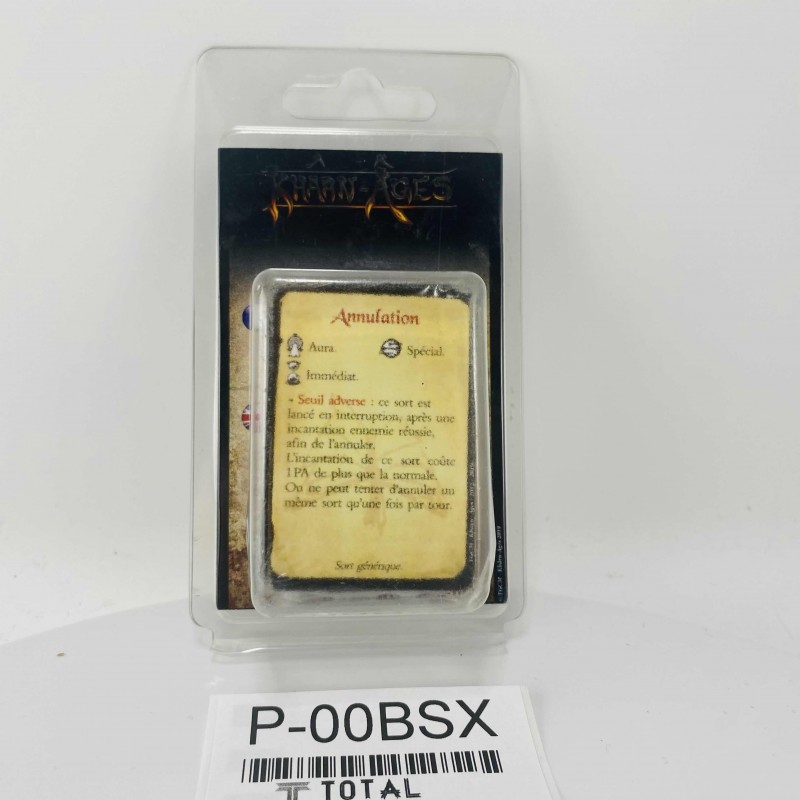 KHÂÂN-ÂGES
Annulation
Aura.
Spécial.
Immédiat.
+ Seuil adverse : ce sort est
lancé en interruption, après une
incantation ennemie réussie,
afin de l'annuler.
L'incantation de ce sort coûte
1 PA de plus que la normale.
On ne peut tenter d'annuler un
même sort qu'une fois par tour.
Sort générique.
P-00BSX
TOTAL